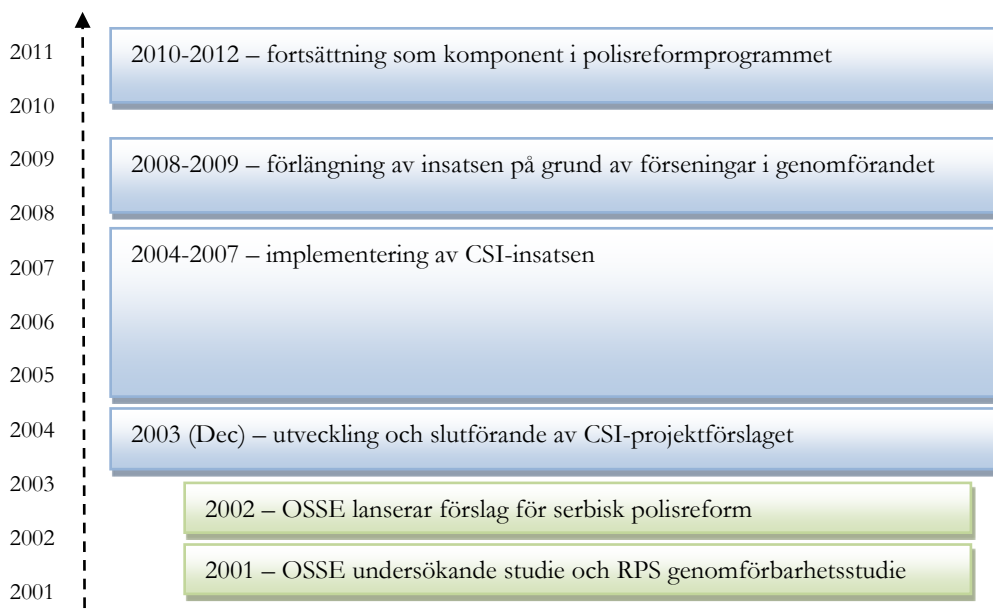 2011
2010-2012 – fortsättning som komponent i polisreformprogrammet
2010
2009
2008-2009 – förlängning av insatsen på grund av förseningar i genomförandet
2008
2004-2007 – implementering av CSI-insatsen
2007
2006
2005
2004
2003 (Dec) – utveckling och slutförande av CSI-projektförslaget
2003
2002 – OSSE lanserar förslag för serbisk polisreform
2002
2001 – OSSE undersökande studie och RPS genomförbarhetsstudie
2001